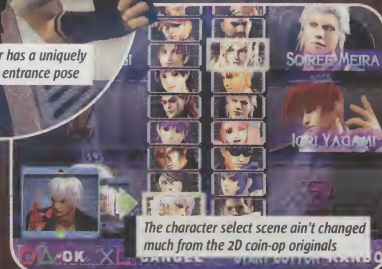 r has a uniquely
entrance pose
SOIREE MEIRA
IORI YAGAMI
The character select scene ain't changed
much from the 2D coin-op originals
OK
CANCEL
START BUTTON